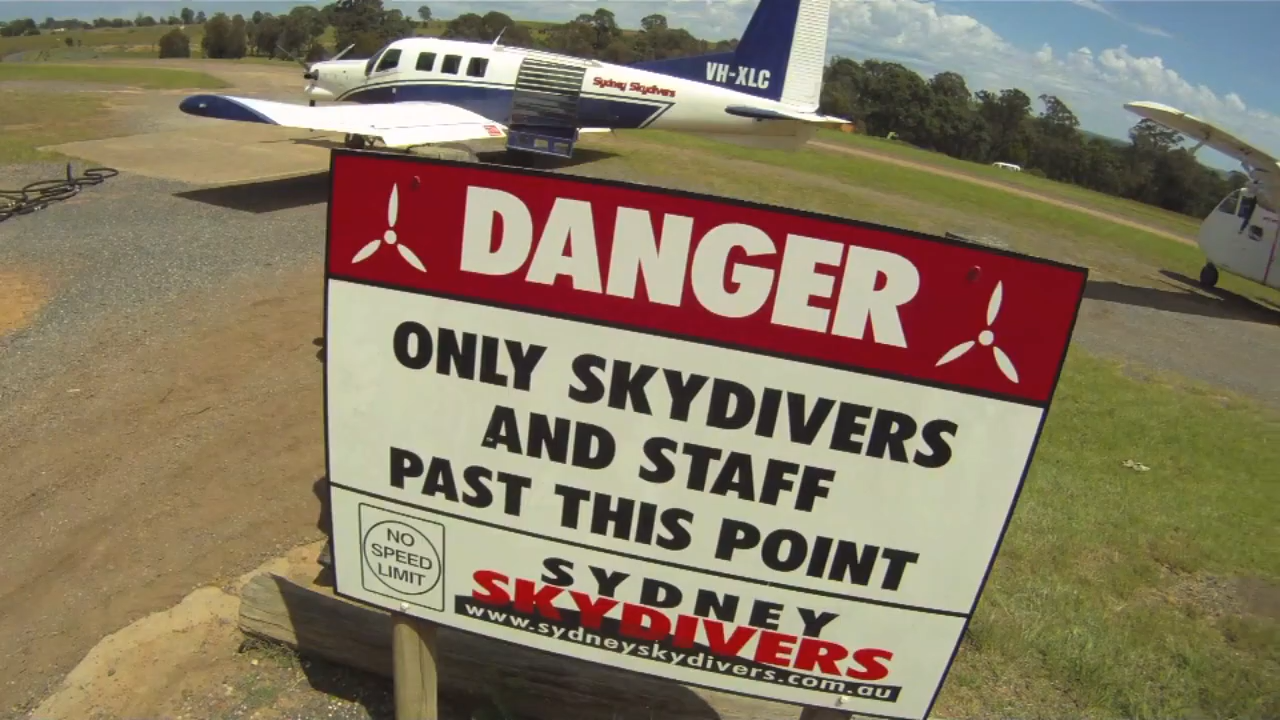 VH-XLC
Sydney Skydivers
DANGER
ONLY SKYDIVERS
AND STAFF
PAST THIS POINT
NO
SPEED
LIMIT
SYDNEY
SKYDIVERS
www.sydneyskydivers.com.au